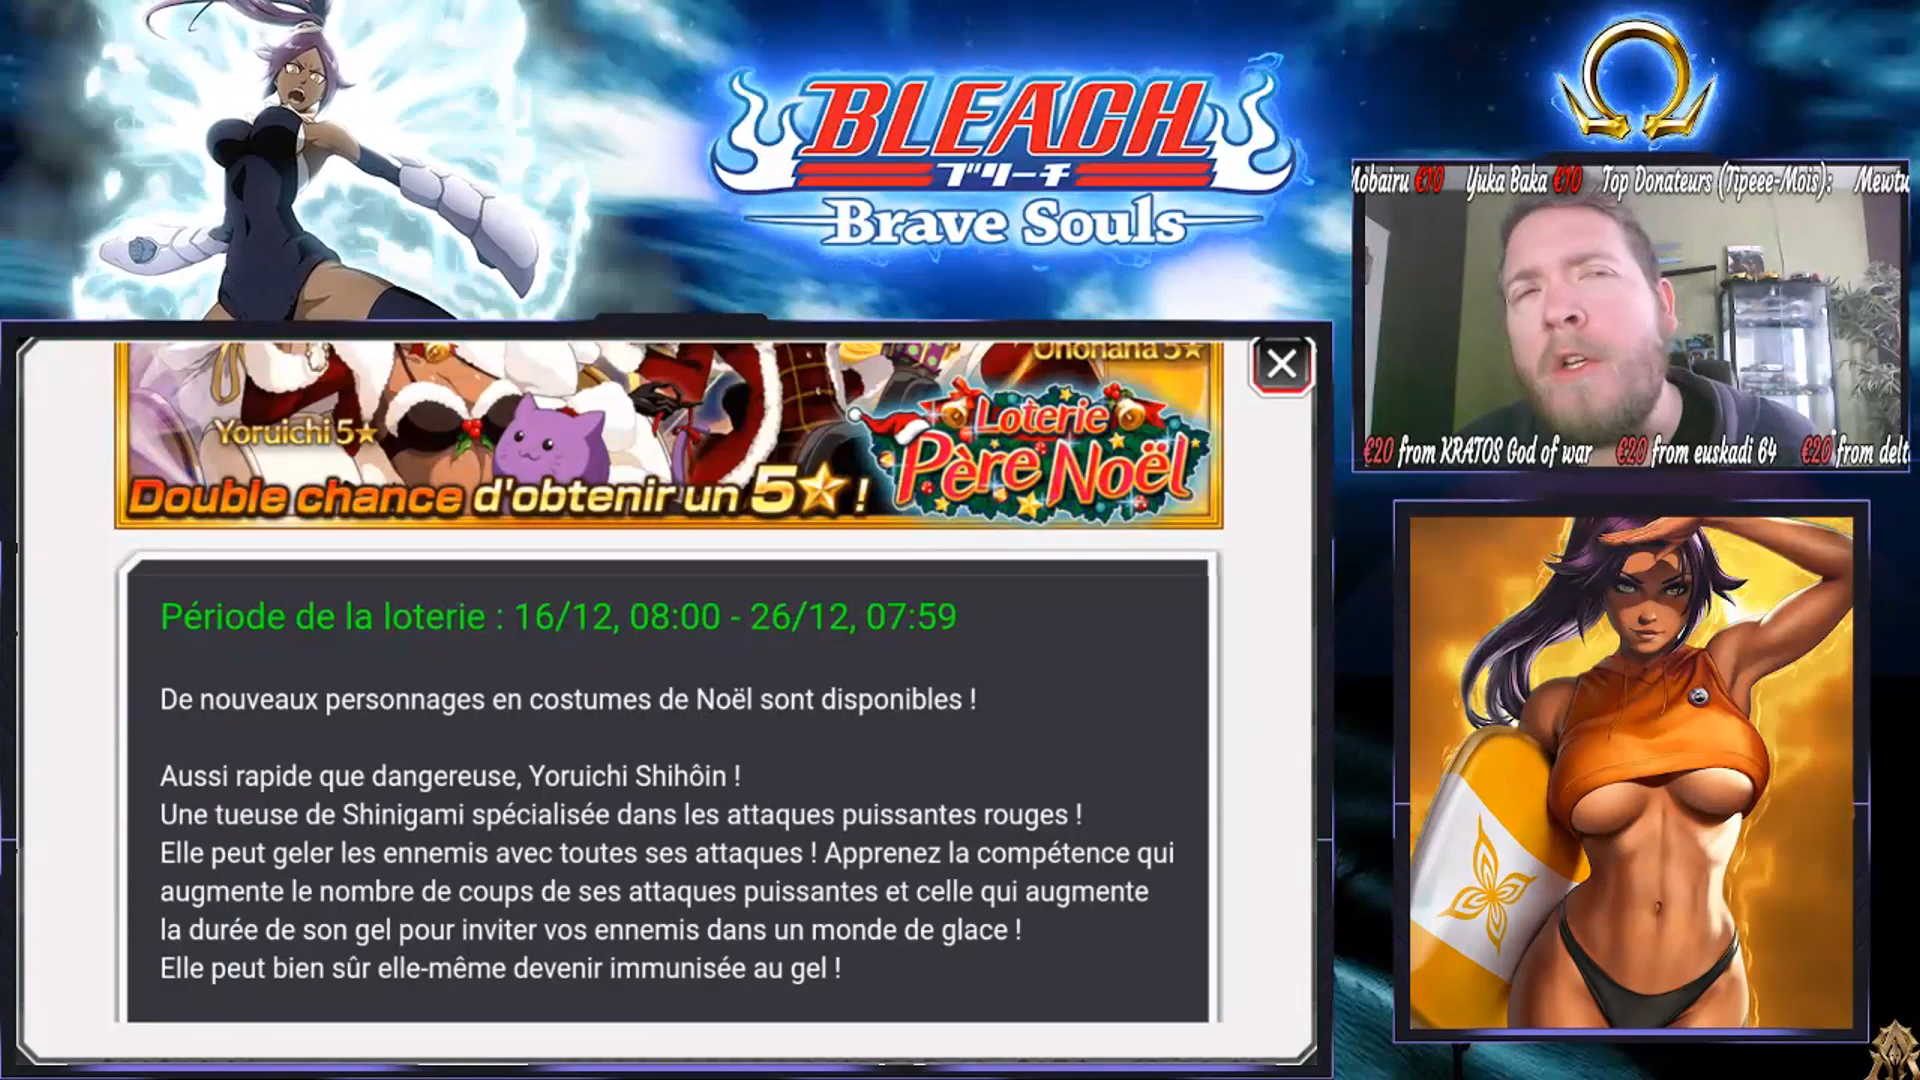 BLEACH
ブリーチ
Brave Souls
€10 Yuka Baka €10 Top Donateurs (Tipeee-Mois):
€20 from KRATOS God of war €20 from euskadi 64 €20 from
Yoruichi 5★
5★
Loterie
Père Noël
Double chance d'obtenir un 5★ !
Période de la loterie : 16/12, 08:00 - 26/12, 07:59
De nouveaux personnages en costumes de Noël sont disponibles !
Aussi rapide que dangereuse, Yoruichi Shihôin !
Une tueuse de Shinigami spécialisée dans les attaques puissantes rouges !
Elle peut geler les ennemis avec toutes ses attaques ! Apprenez la compétence qui
augmente le nombre de coups de ses attaques puissantes et celle qui augmente
la durée de son gel pour inviter vos ennemis dans un monde de glace !
Elle peut bien sûr elle-même devenir immunisée au gel !